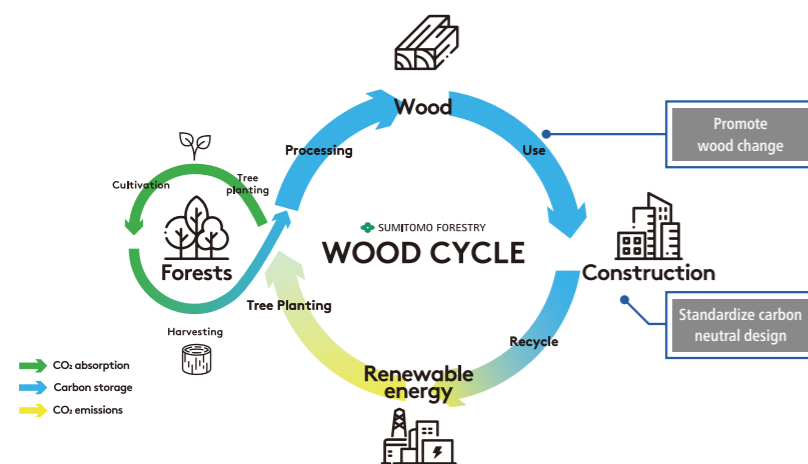 Wood
Processing
Use
Promote
wood change
Cultivation
Tree
planting
SUMITOMO FORESTRY
WOOD CYCLE
Forests
Construction
Tree Planting
Harvesting
Recycle
Standardize carbon
neutral design
Renewable
energy
CO₂ absorption
Carbon storage
CO₂ emissions